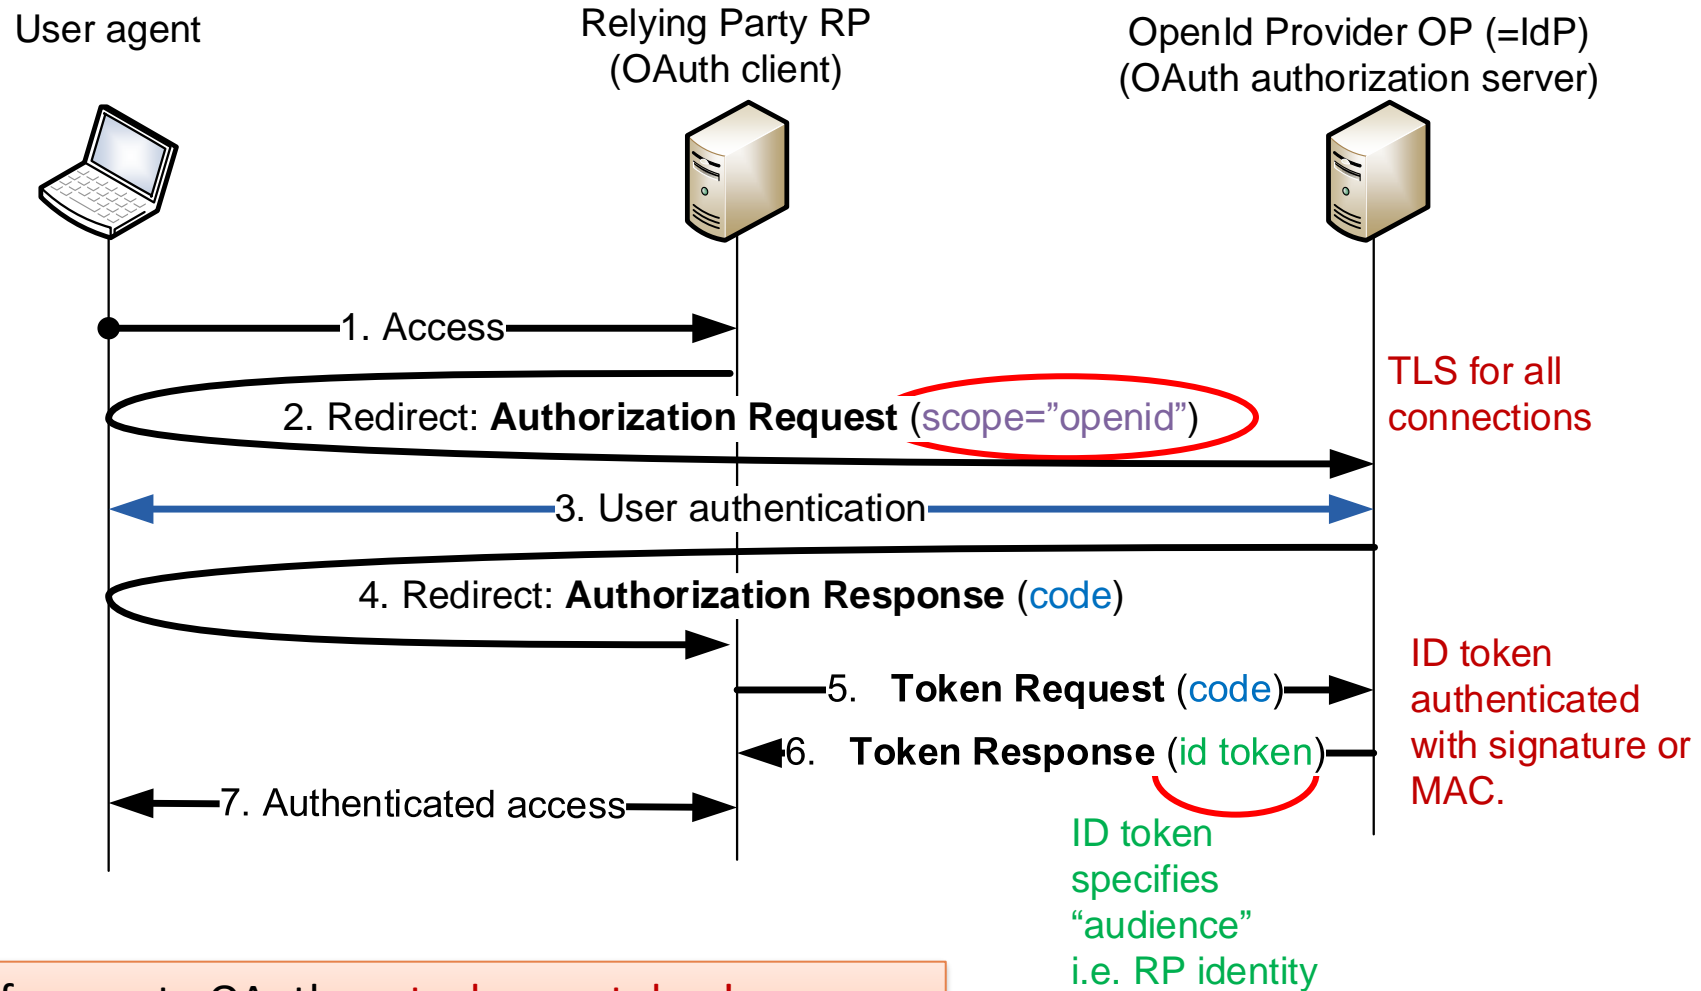 User agent
Relying Party RP
(OAuth client)
OpenId Provider OP (=IdP)
(OAuth authorization server)
1. Access
TLS for all
connections
2. Redirect: Authorization Request (scope=”openid”)
3. User authentication
4. Redirect: Authorization Response (code)
5. Token Request (code)
6. Token Response (id token)
ID token
authenticated
with signature or
MAC.
7. Authenticated access
ID token
specifies
“audience”
i.e. RP identity